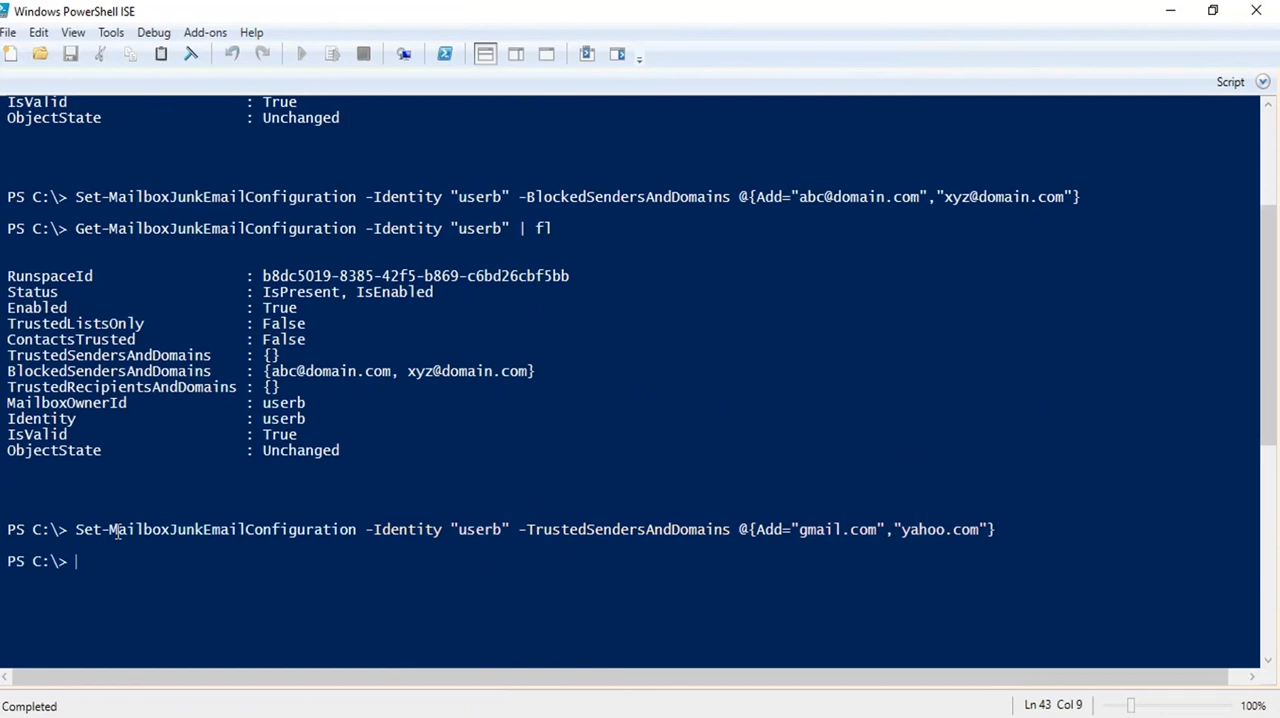 Windows PowerShell ISE
File Edit View Tools Debug Add-ons Help
Script
IsValid : True
ObjectState : Unchanged
PS C:\> Set-MailboxJunkEmailConfiguration -Identity "userb" -BlockedSendersAndDomains @{Add="abc@domain.com","xyz@domain.com"}
PS C:\> Get-MailboxJunkEmailConfiguration -Identity "userb" | fl
RunspaceId : b8dc5019-8385-42f5-b869-c6bd26cbf5bb
Status : IsPresent, IsEnabled
Enabled : True
TrustedListsOnly : False
ContactsTrusted : False
TrustedSendersAndDomains : {}
BlockedSendersAndDomains : {abc@domain.com, xyz@domain.com}
TrustedRecipientsAndDomains : {}
MailboxOwnerId : userb
Identity : userb
IsValid : True
ObjectState : Unchanged
PS C:\> Set-MailboxJunkEmailConfiguration -Identity "userb" -TrustedSendersAndDomains @{Add="gmail.com","yahoo.com"}
PS C:\>
Completed Ln 43 Col 9 100%